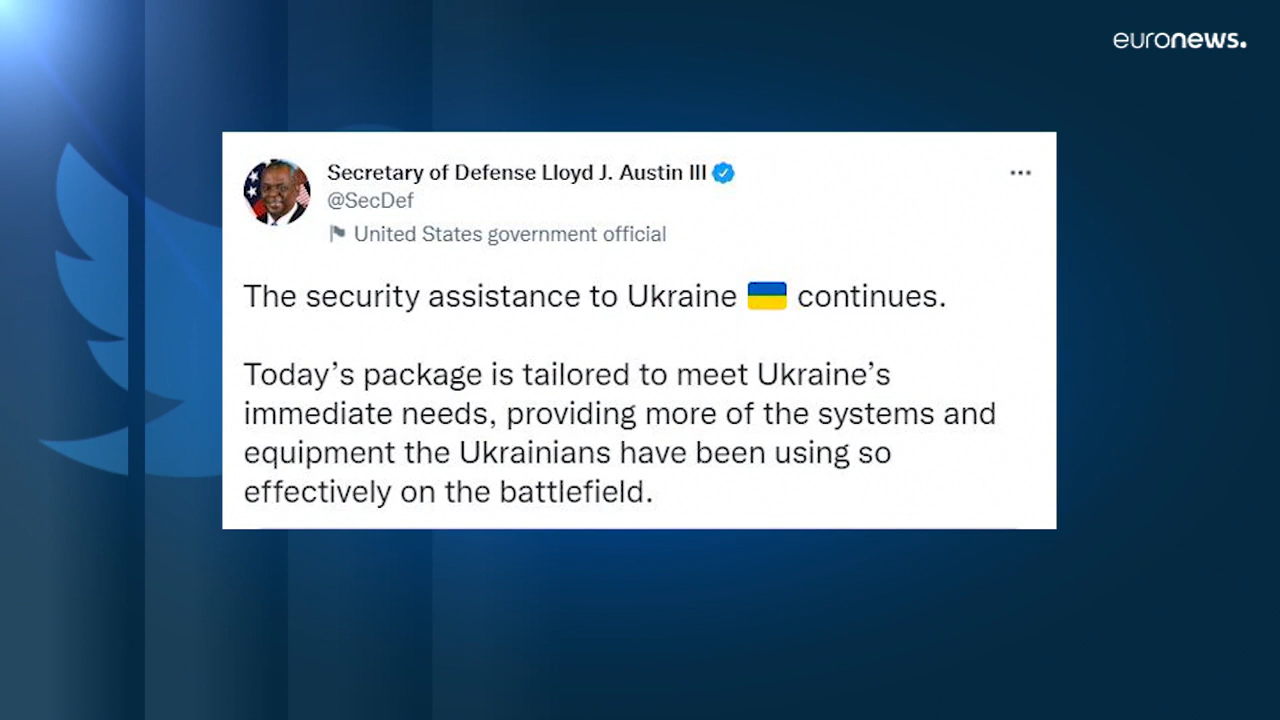 euronews.
Secretary of Defense Lloyd J. Austin III
@SecDef
United States government official
The security assistance to Ukraine 🇺🇦 continues.
Today’s package is tailored to meet Ukraine’s
immediate needs, providing more of the systems and
equipment the Ukrainians have been using so
effectively on the battlefield.